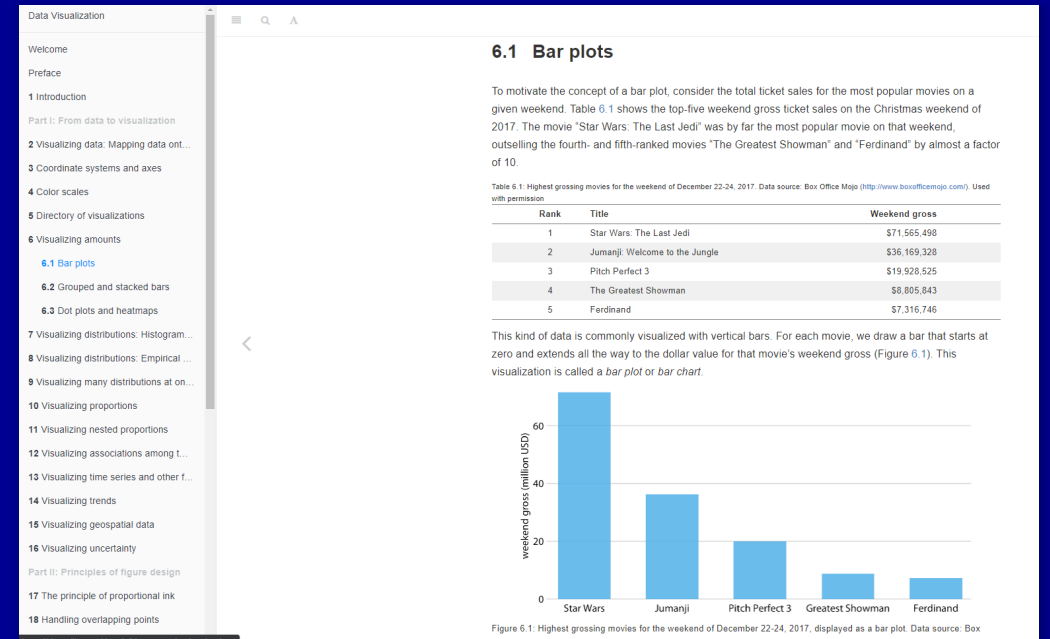 Data Visualization
Welcome
Preface
1 Introduction
Part I: From data to visualization
2 Visualizing data: Mapping data ont...
3 Coordinate systems and axes
4 Color scales
5 Directory of visualizations
6 Visualizing amounts
6.1 Bar plots
6.2 Grouped and stacked bars
6.3 Dot plots and heatmaps
7 Visualizing distributions: Histogram...
8 Visualizing distributions: Empirical ...
9 Visualizing many distributions at on...
10 Visualizing proportions
11 Visualizing nested proportions
12 Visualizing associations among t...
13 Visualizing time series and other f...
14 Visualizing trends
15 Visualizing geospatial data
16 Visualizing uncertainty
Part II: Principles of figure design
17 The principle of proportional ink
18 Handling overlapping points
A
6.1 Bar plots
To motivate the concept of a bar plot, consider the total ticket sales for the most popular movies on a
given weekend. Table 6.1 shows the top-five weekend gross ticket sales on the Christmas weekend of
2017. The movie “Star Wars: The Last Jedi” was by far the most popular movie on that weekend,
outselling the fourth- and fifth-ranked movies “The Greatest Showman” and “Ferdinand” by almost a factor
of 10.
Table 6.1: Highest grossing movies for the weekend of December 22-24, 2017. Data source: Box Office Mojo (http://www.boxofficemojo.com/). Used
with permission
Rank Title Weekend gross
1 Star Wars: The Last Jedi $71,565,498
2 Jumanji: Welcome to the Jungle $36,169,328
3 Pitch Perfect 3 $19,928,525
4 The Greatest Showman $8,805,843
5 Ferdinand $7,316,746
This kind of data is commonly visualized with vertical bars. For each movie, we draw a bar that starts at
zero and extends all the way to the dollar value for that movie’s weekend gross (Figure 6.1). This
visualization is called a bar plot or bar chart.
weekend gross (million USD)
60
40
20
0
Star Wars Jumanji Pitch Perfect 3 Greatest Showman Ferdinand
Figure 6.1: Highest grossing movies for the weekend of December 22-24, 2017, displayed as a bar plot. Data source: Box